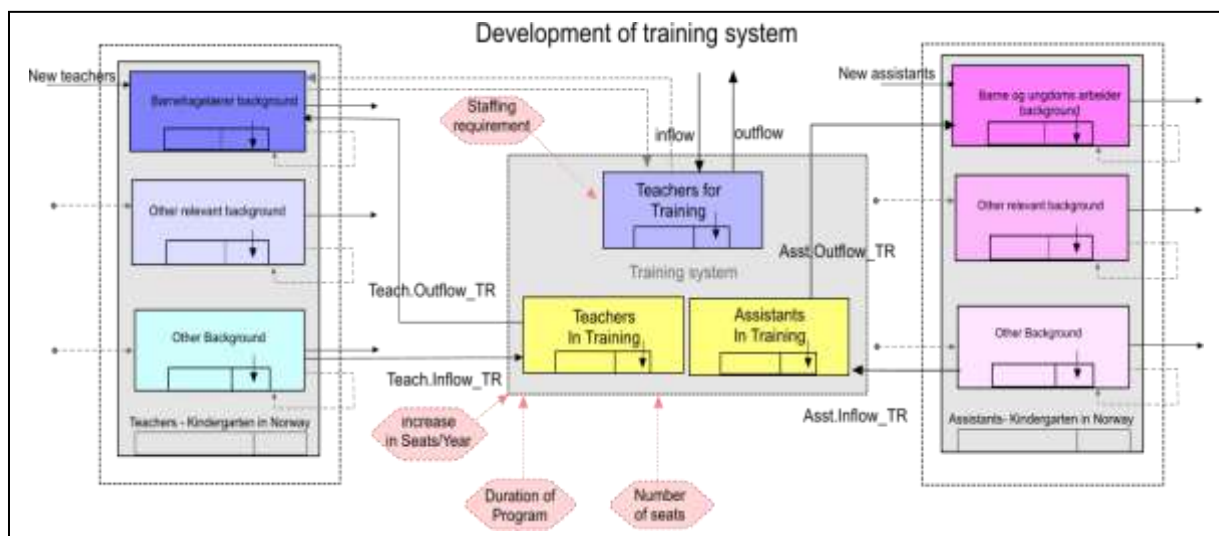 Development of training system
New teachers
Barnehagelærer background
Other relevant background
Other Background
Teachers - Kindergarten in Norway
Staffing
requirement
inflow
outflow
Teachers for
Training
Training system
Teach.Outflow_TR
Asst.Outflow_TR
Teachers
In Training
Assistants
In Training
Teach.Inflow_TR
Asst.Inflow_TR
increase
in Seats/Year
Duration of
Program
Number
of seats
New assistants
Barne og ungdoms arbeider
(background)
Other relevant background
Other Background
Assistants- Kindergarten in Norway